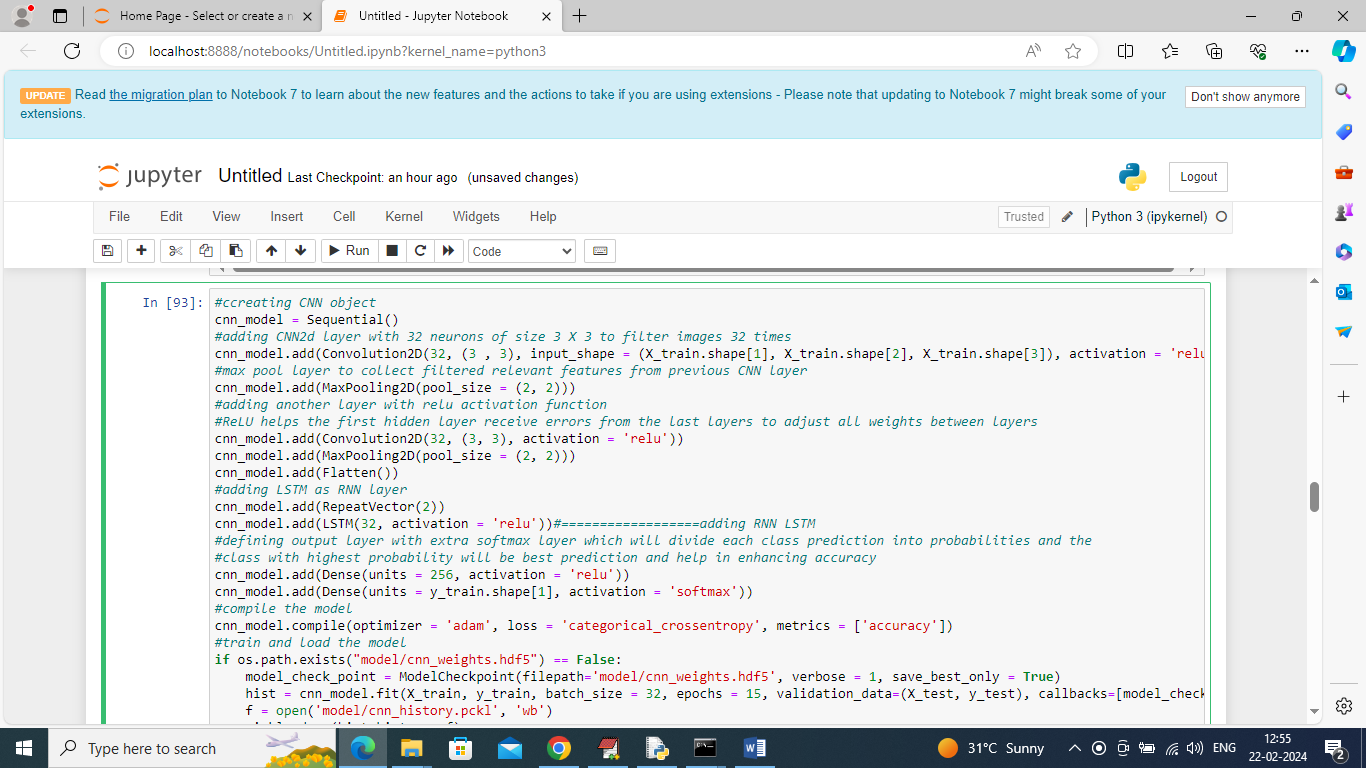 Home Page - Select or create a n
Untitled - Jupyter Notebook
localhost:8888/notebooks/Untitled.ipynb?kernel_name=python3
UPDATE Read the migration plan to Notebook 7 to learn about the new features and the actions to take if you are using extensions - Please note that updating to Notebook 7 might break some of your
extensions.
Don't show anymore
jupyter Untitled Last Checkpoint: an hour ago (unsaved changes)
Logout
File Edit View Insert Cell Kernel Widgets Help
Trusted Python 3 (ipykernel)
Run Code
In [93]: #ccreating CNN object
cnn_model = Sequential()
#adding CNN2d layer with 32 neurons of size 3 X 3 to filter images 32 times
cnn_model.add(Convolution2D(32, (3 , 3), input_shape = (X_train.shape[1], X_train.shape[2], X_train.shape[3]), activation = 'relu
#max pool layer to collect filtered relevant features from previous CNN layer
cnn_model.add(MaxPooling2D(pool_size = (2, 2)))
#adding another layer with relu activation function
#ReLU helps the first hidden layer receive errors from the last layers to adjust all weights between layers
cnn_model.add(Convolution2D(32, (3, 3), activation = 'relu'))
cnn_model.add(MaxPooling2D(pool_size = (2, 2)))
cnn_model.add(Flatten())
#adding LSTM as RNN layer
cnn_model.add(RepeatVector(2))
cnn_model.add(LSTM(32, activation = 'relu'))#==================adding RNN LSTM
#defining output layer with extra softmax layer which will divide each class prediction into probabilities and the
#class with highest probability will be best prediction and help in enhancing accuracy
cnn_model.add(Dense(units = 256, activation = 'relu'))
cnn_model.add(Dense(units = y_train.shape[1], activation = 'softmax'))
#compile the model
cnn_model.compile(optimizer = 'adam', loss = 'categorical_crossentropy', metrics = ['accuracy'])
#train and load the model
if os.path.exists("model/cnn_weights.hdf5") == False:
model_check_point = ModelCheckpoint(filepath='model/cnn_weights.hdf5', verbose = 1, save_best_only = True)
hist = cnn_model.fit(X_train, y_train, batch_size = 32, epochs = 15, validation_data=(X_test, y_test), callbacks=[model_check
f = open('model/cnn_history.pckl', 'wb')
Type here to search
31°C Sunny
ENG
12:55
22-02-2024
2